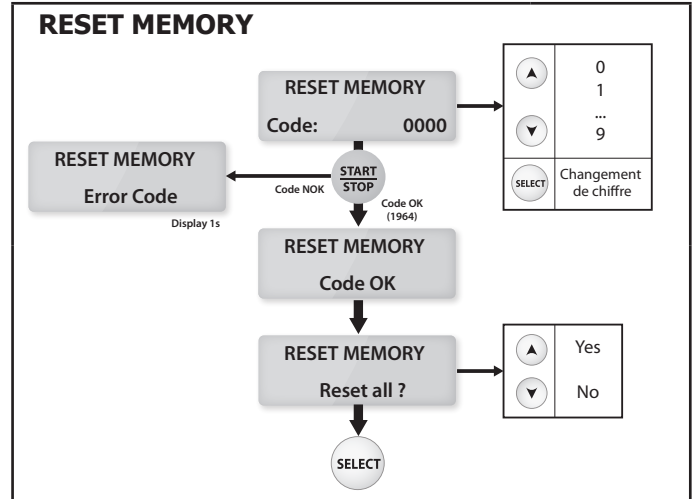 RESET MEMORY
RESET MEMORY
Code: 0000
0
1
...
9
SELECT
Changement
de chiffre
RESET MEMORY
Error Code
Display 1s
Code NOK
START
STOP
Code OK
(1964)
RESET MEMORY
Code OK
RESET MEMORY
Reset all ?
Yes
No
SELECT